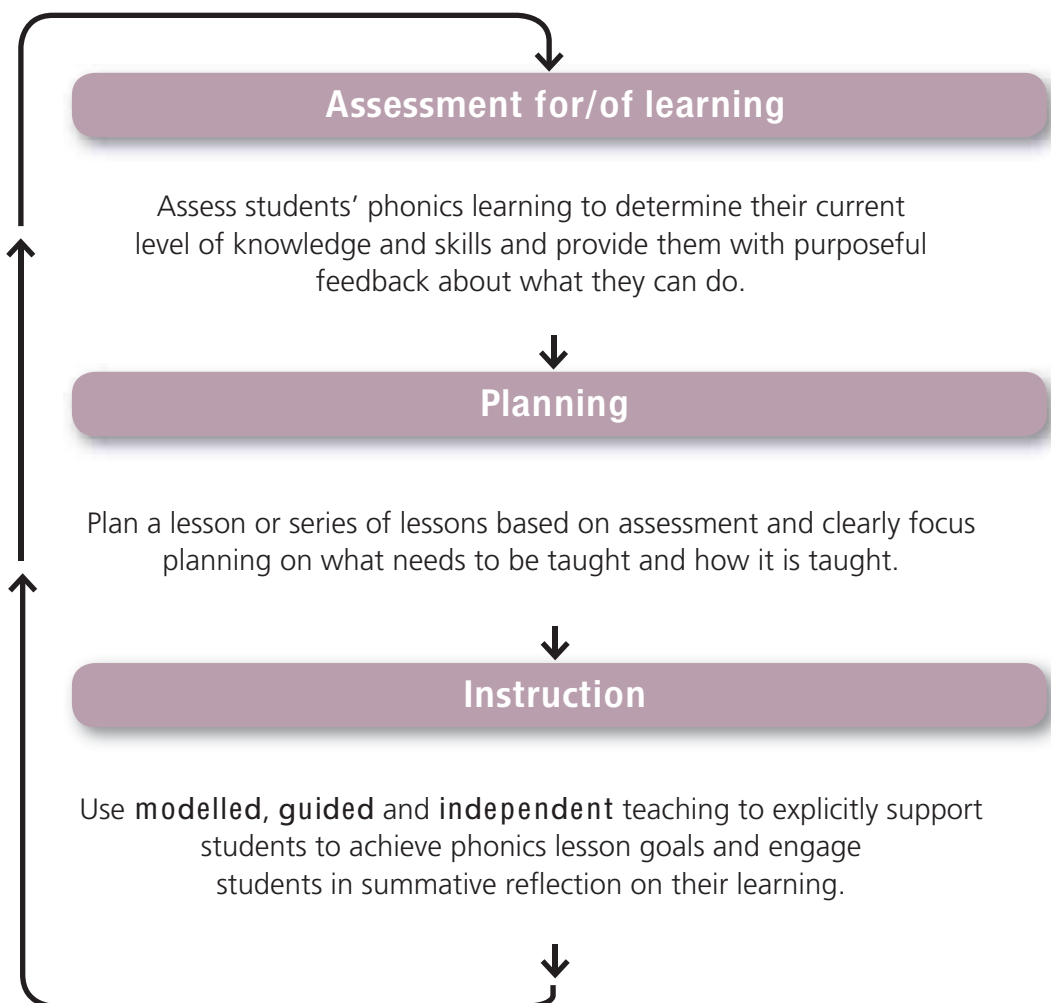 Assessment for/of learning
Assess students’ phonics learning to determine their current
level of knowledge and skills and provide them with purposeful
feedback about what they can do.
Planning
Plan a lesson or series of lessons based on assessment and clearly focus
planning on what needs to be taught and how it is taught.
Instruction
Use modelled, guided and independent teaching to explicitly support
students to achieve phonics lesson goals and engage
students in summative reflection on their learning.